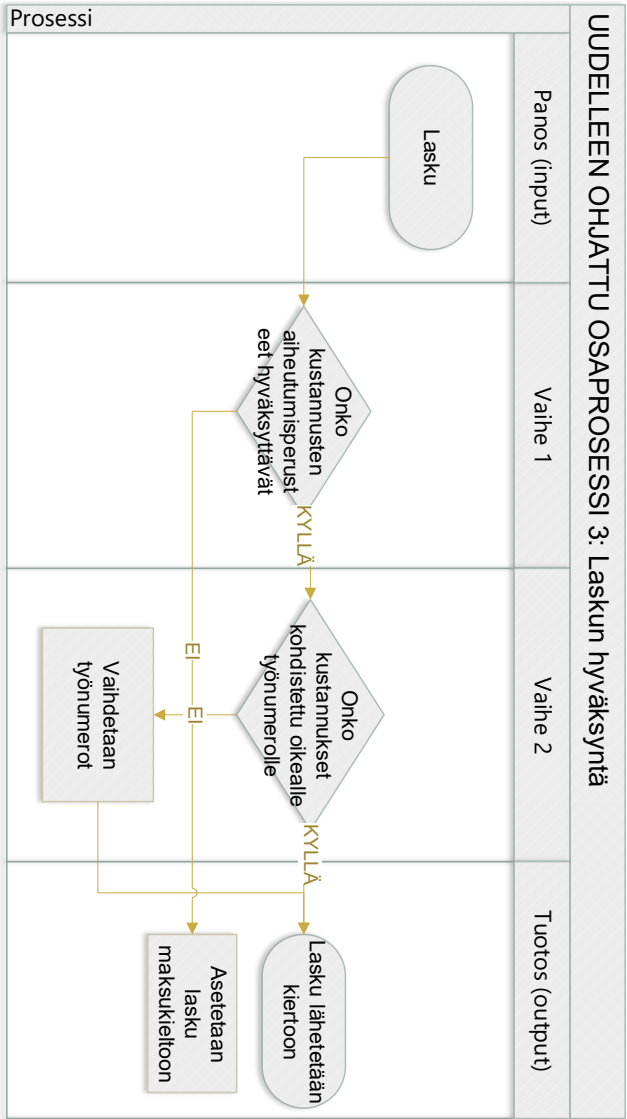 UUDELLEEN OHJATTU OSAPROSESSI 3: Laskun hyväksyntä
Panos (input)
Vaihe 1
Vaihe 2
Tuotos (output)
Prosessi
Lasku
Onko
kustannusten
aiheutumisperust
eet hyväksyttävät
KYLLÄ
EI
Onko
kustannukset
kohdistettu oikealle
työnumerolle
KYLLÄ
EI
Vaihdetaan
työnumerot
Lasku lähetetään
kiertoon
Asetetaan
lasku
maksukieltoon